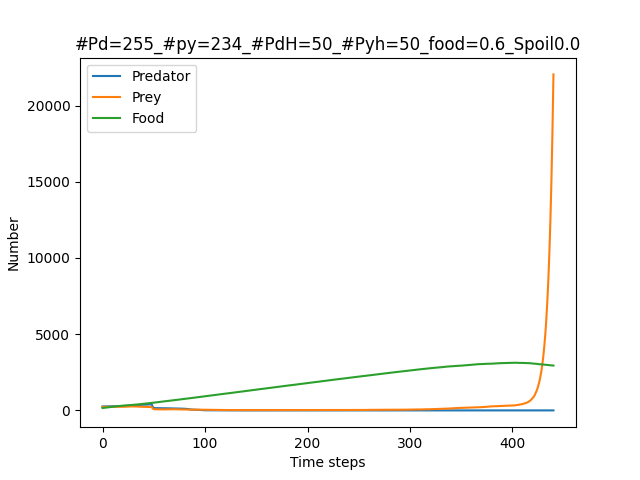 #Pd=255_#py=234_#PdH=50_#Pyh=50_food=0.6_Spoil0.0
Predator
Prey
Food
20000
15000
10000
5000
0
Number
0 100 200 300 400
Time steps